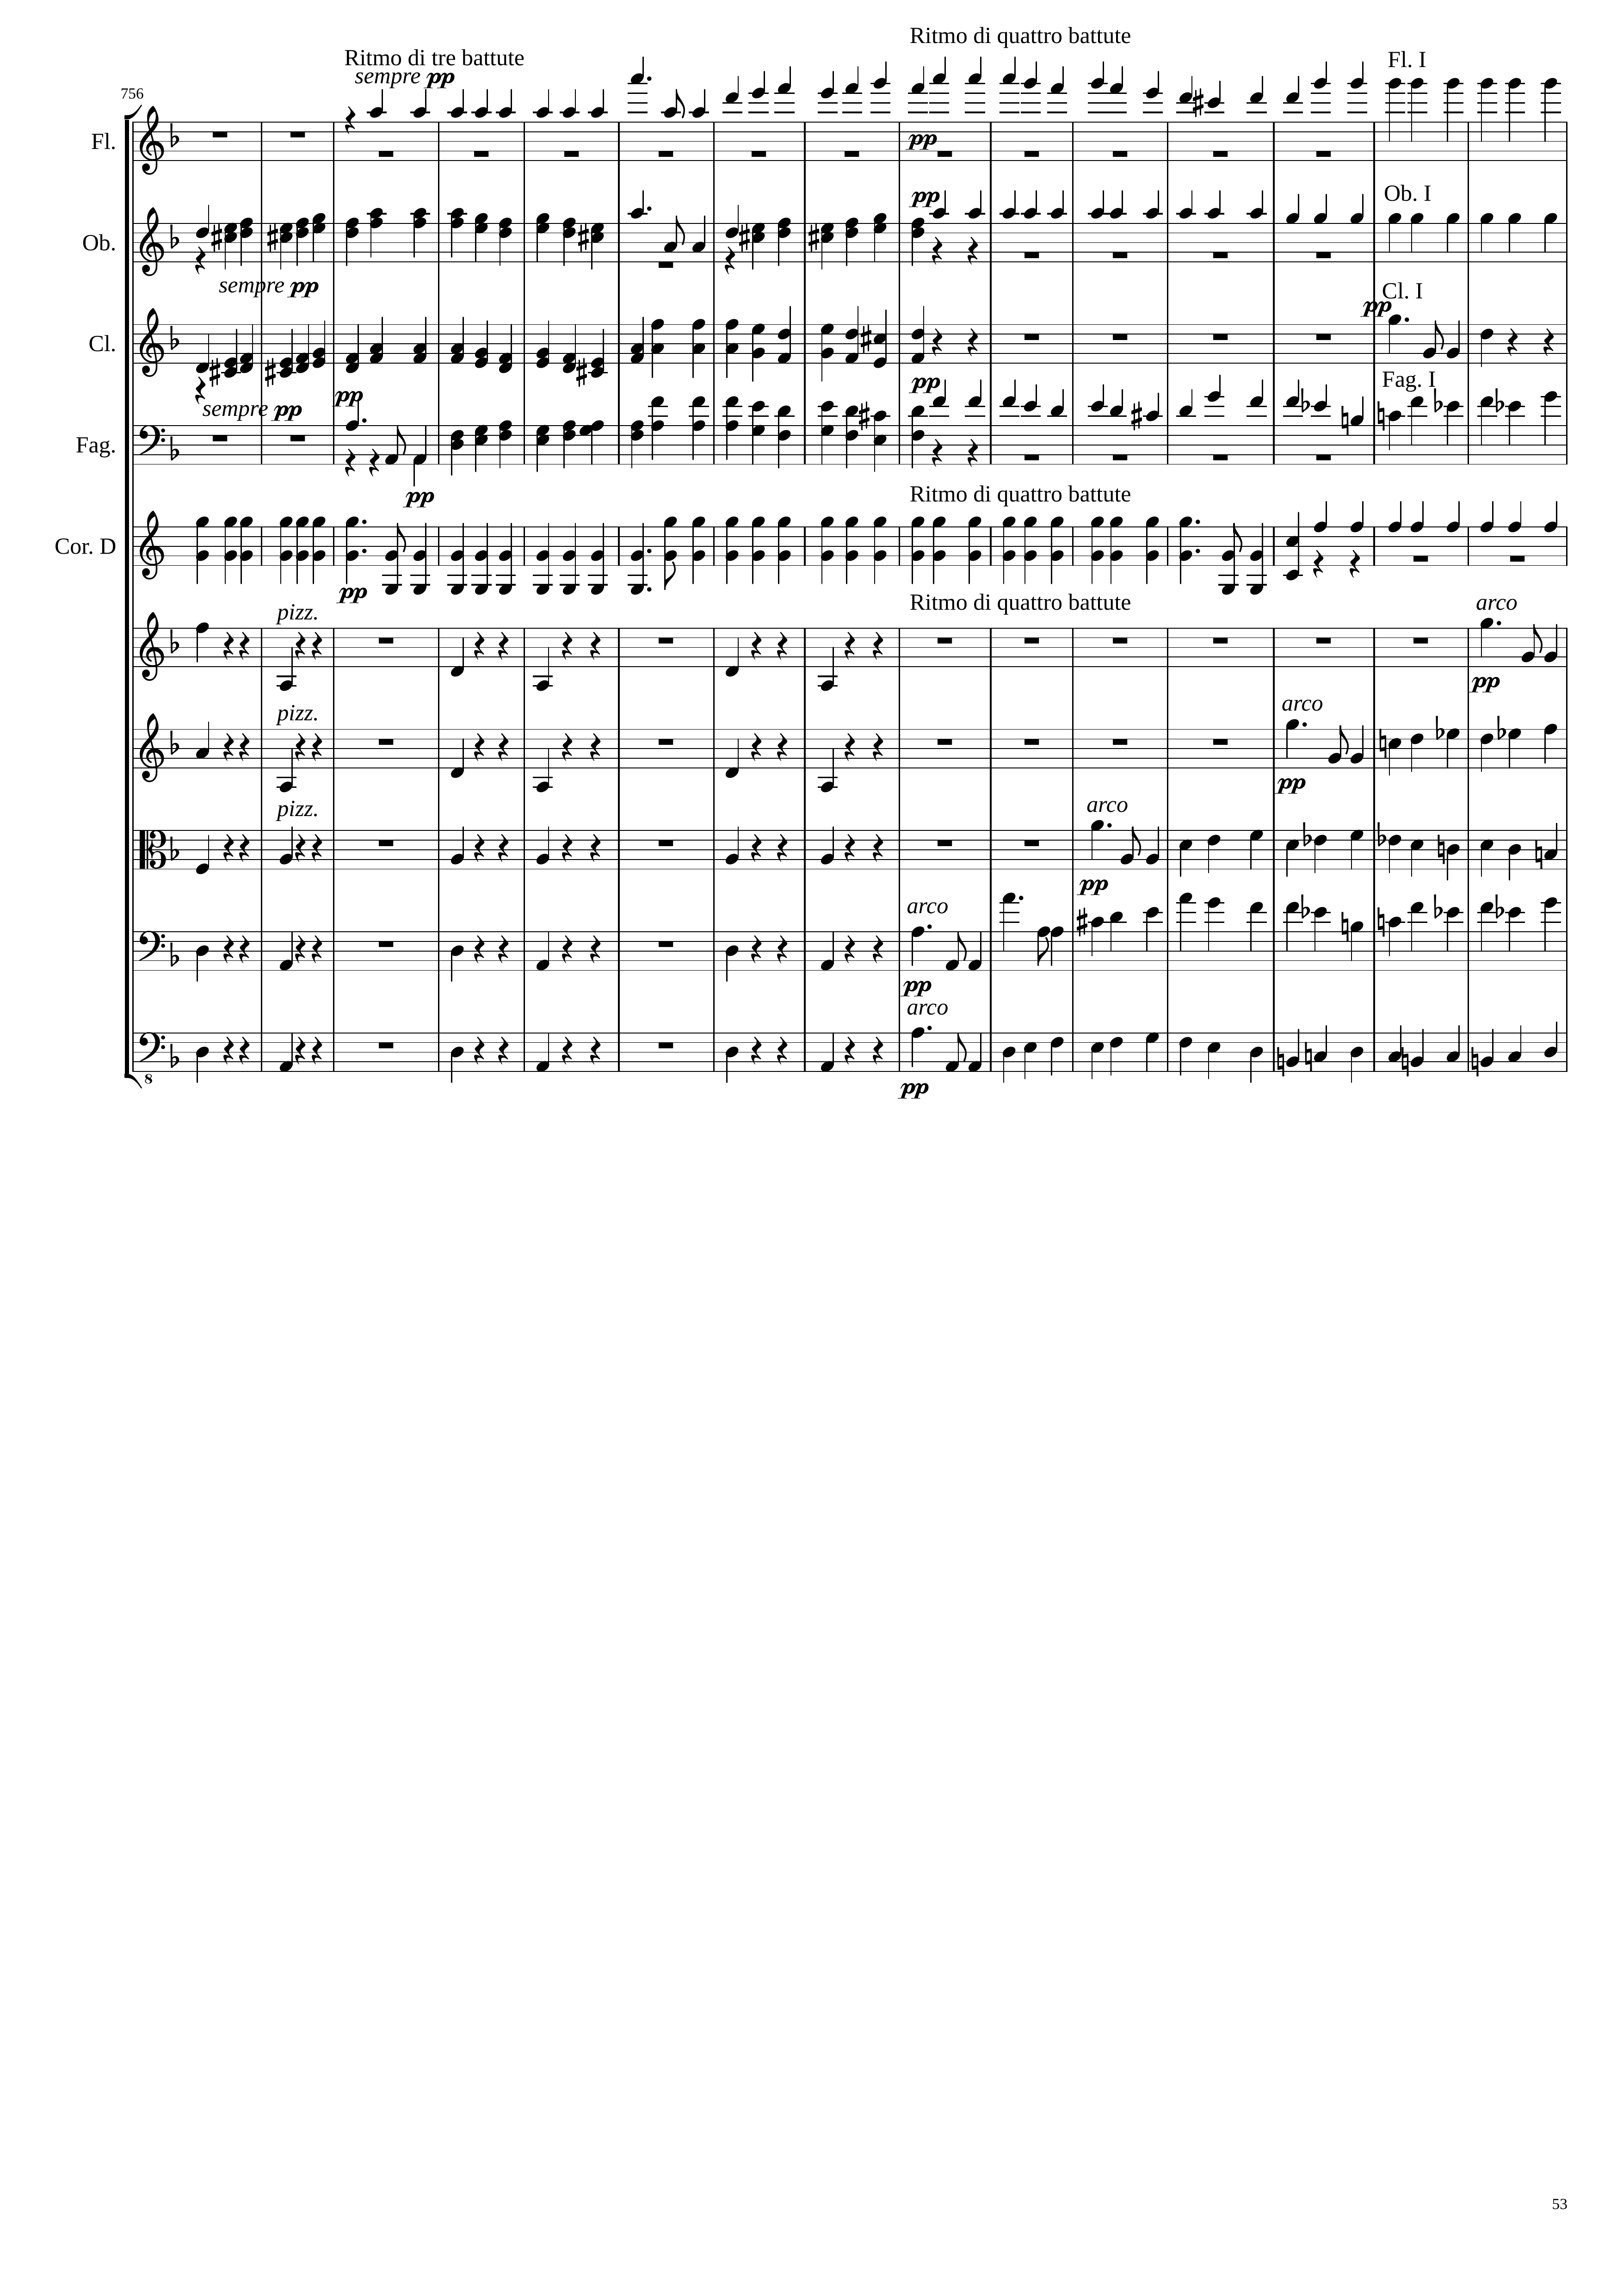 Ritmo di quattro battute
Ritmo di tre battute
Fl. I
sempre pp
756
Fl.
pp
pp
Ob. I
Ob.
sempre pp
Cl. I
pp
Cl.
Fag. I
pp
pp
sempre pp
Fag.
pp
Ritmo di quattro battute
Cor. D
pp
Ritmo di quattro battute
pizz.
arco
pp
pizz.
arco
pp
pizz.
arco
pp
arco
pp
arco
8
pp
53